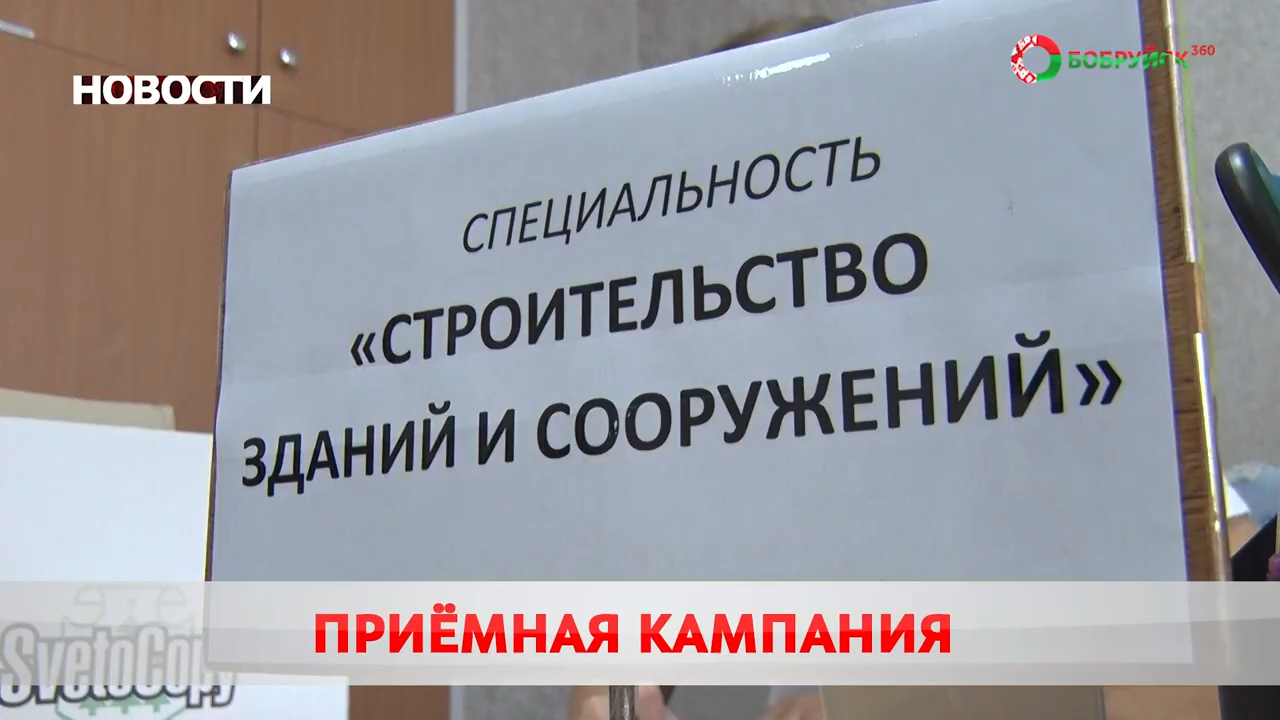 НОВОСТИ
БОБРУЙСК 360
СПЕЦИАЛЬНОСТЬ
«СТРОИТЕЛЬСТВО
ЗДАНИЙ И СООРУЖЕНИЙ»
ПРИЁМНАЯ КАМПАНИЯ
SvetoCopy